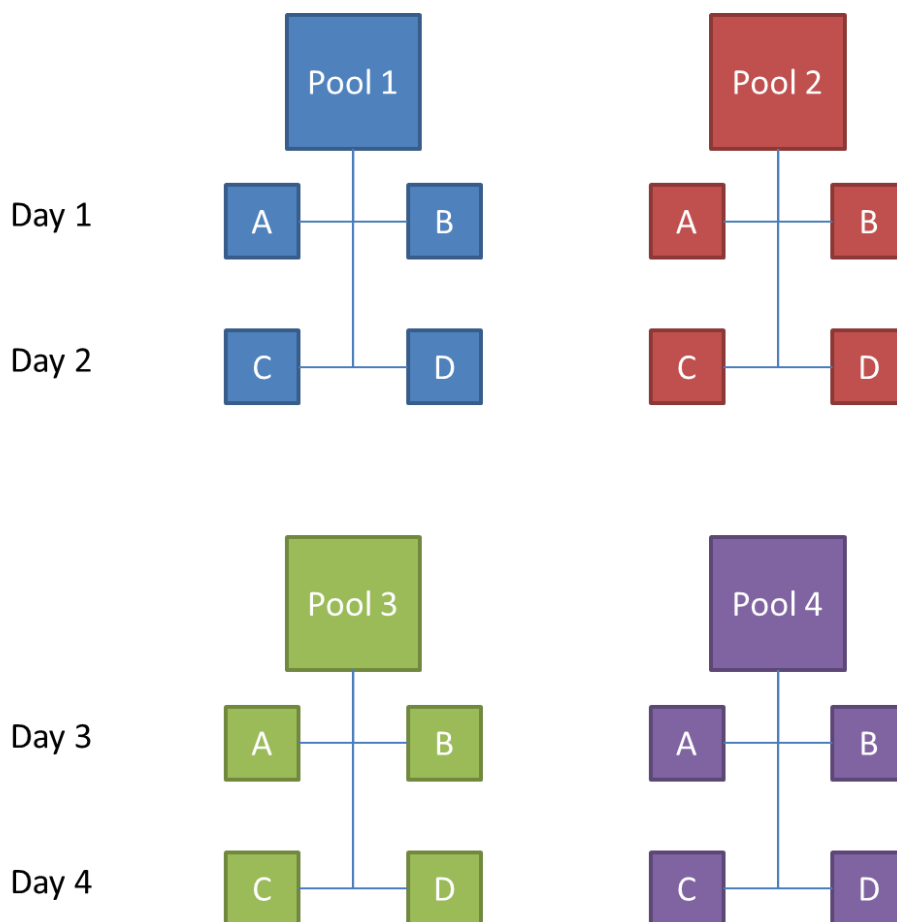 Pool 1 Pool 2
Day 1 A B A B
Day 2 C D C D
Pool 3 Pool 4
Day 3 A B A B
Day 4 C D C D